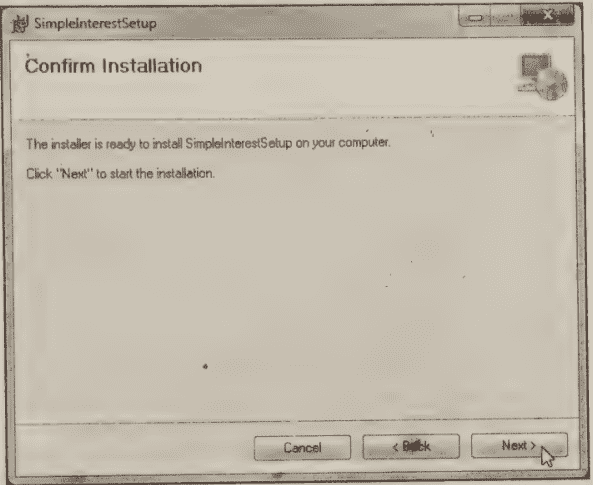 SimpleInterestSetup
Confirm Installation
The installer is ready to install SimpleInterestSetup on your computer.
Click "Next" to start the installation.
Cancel
< Back
Next >